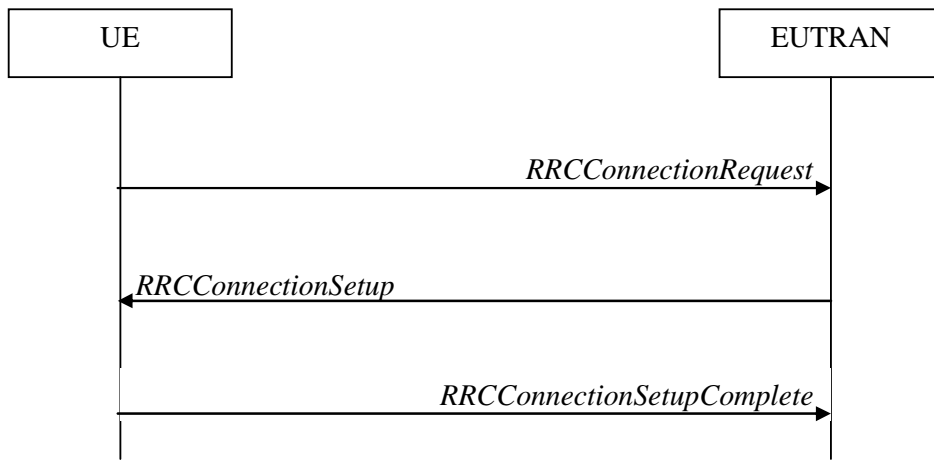 UE
EUTRAN
RRCConnectionRequest
RRCConnectionSetup
RRCConnectionSetupComplete